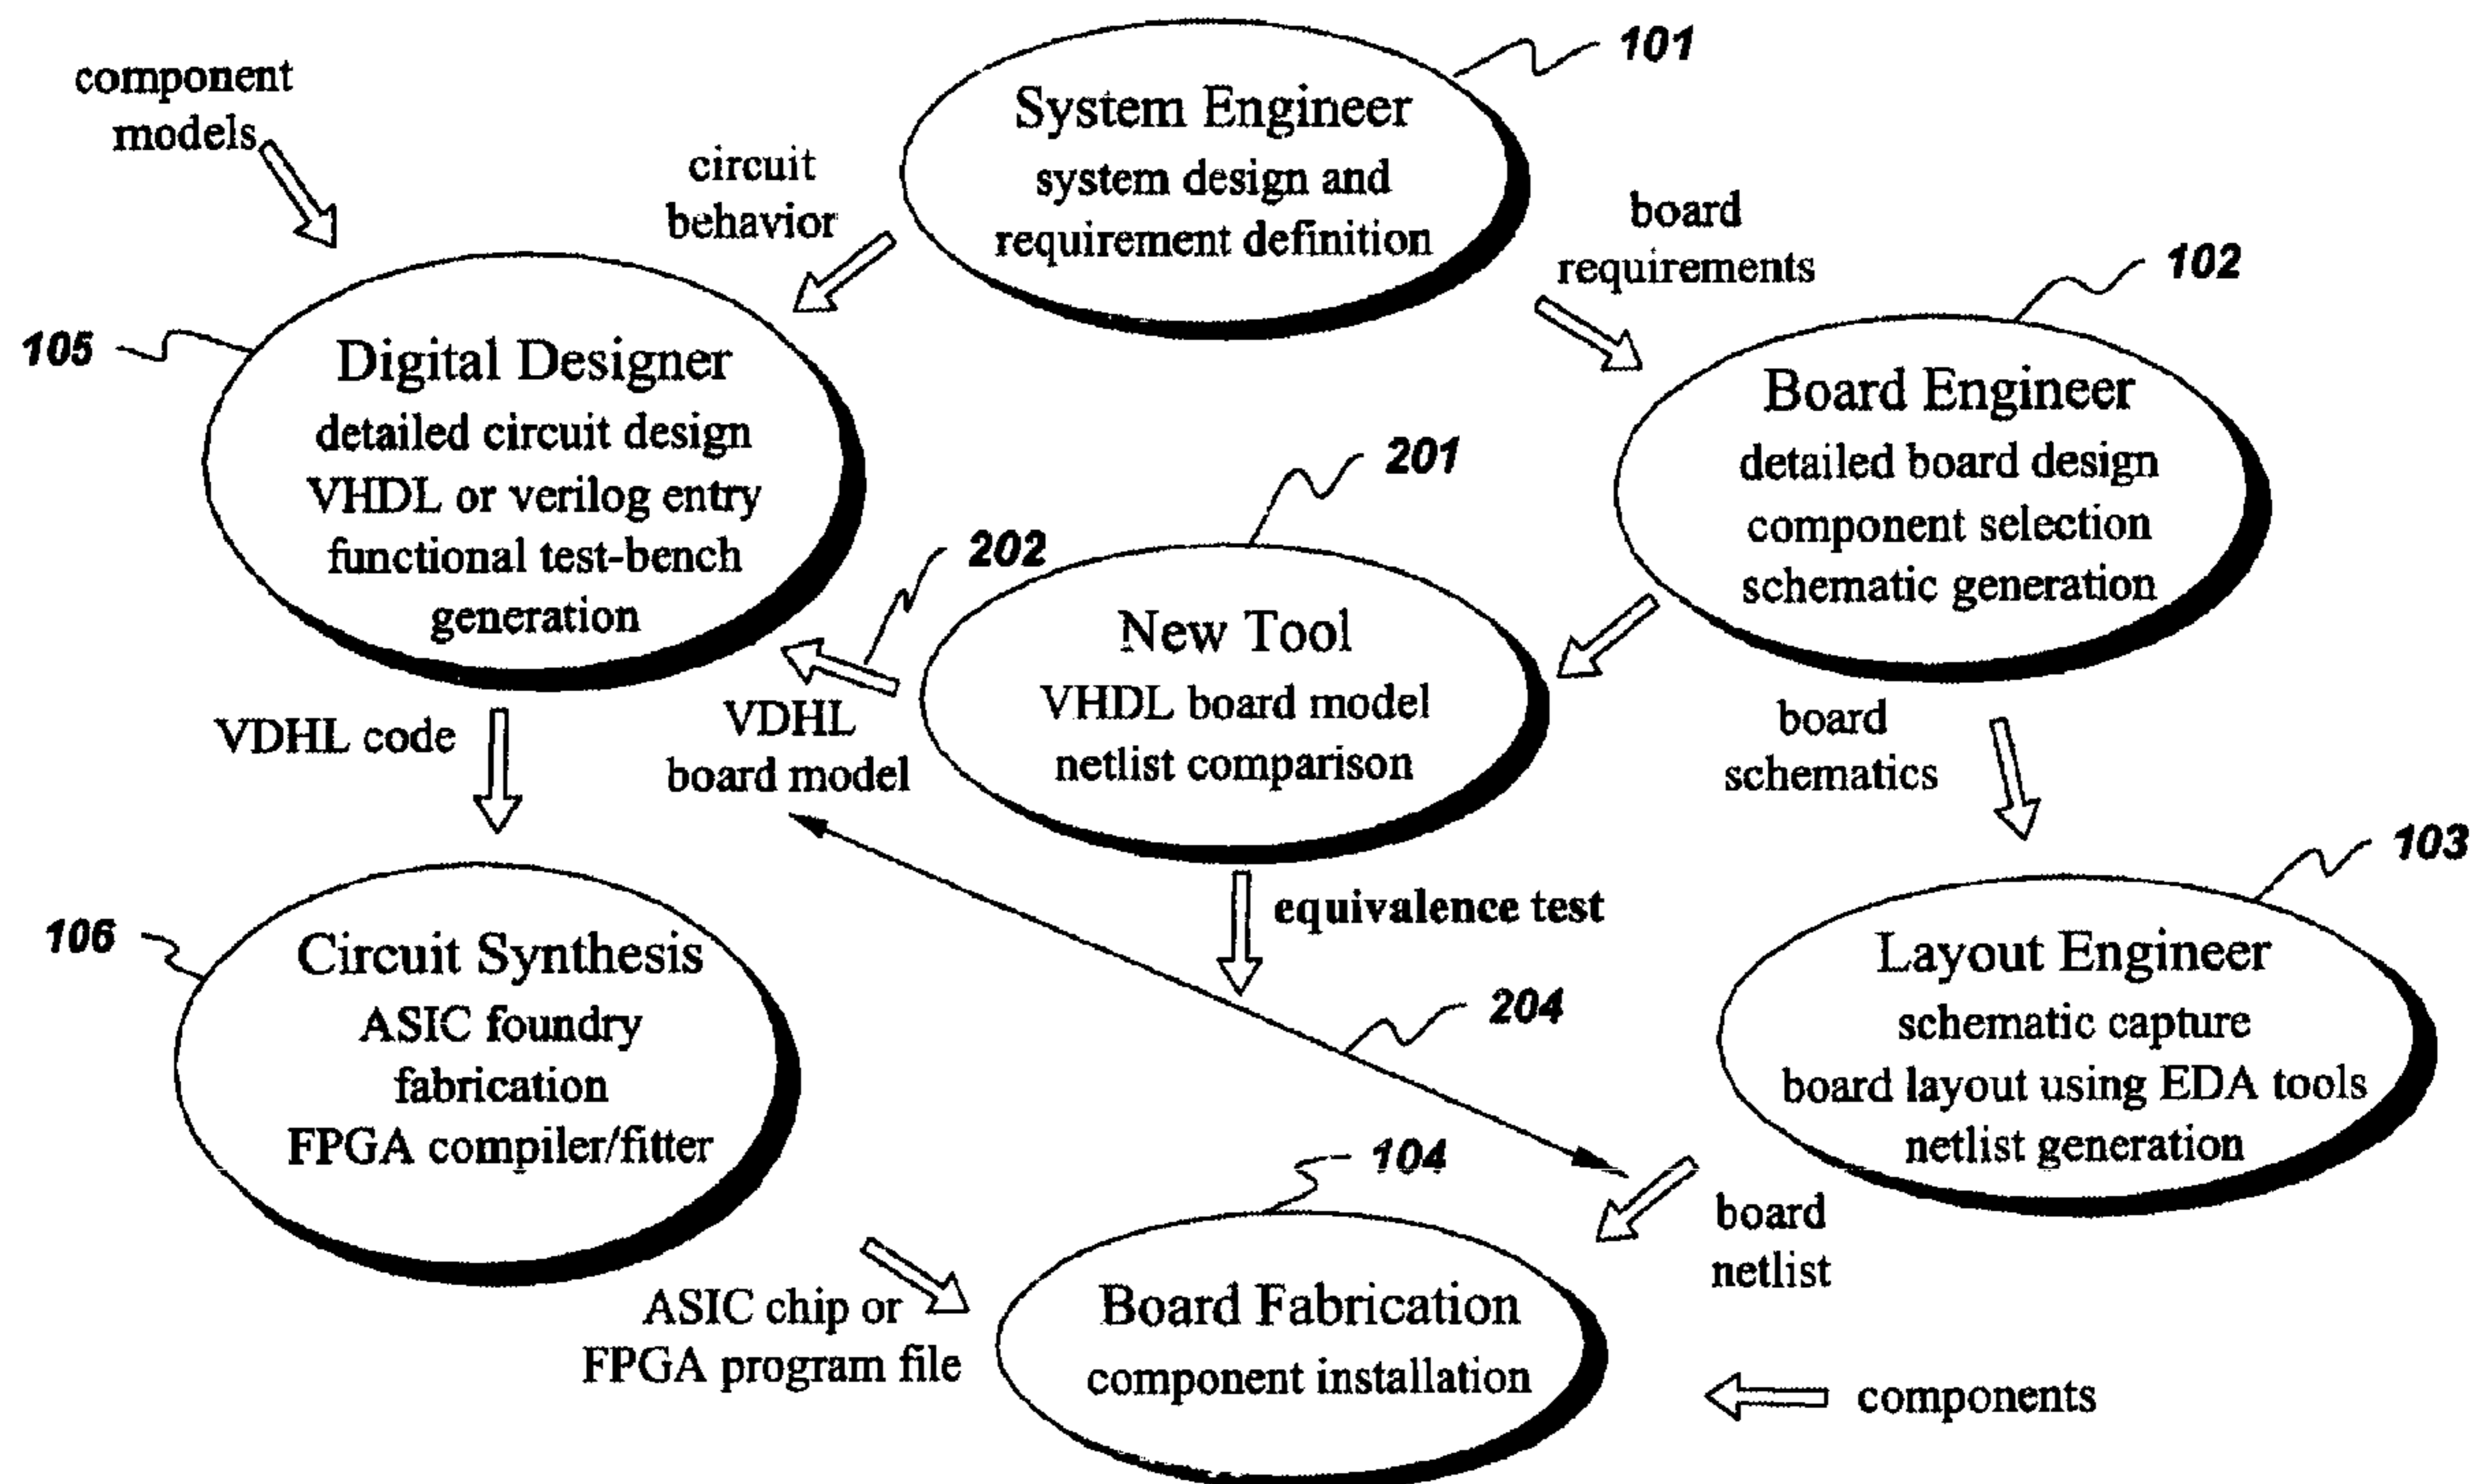 component
models
101
System Engineer
system design and
requirement definition
circuit
behavior
board
requirements
102
105
Digital Designer
detailed circuit design
VHDL or verilog entry
functional test-bench
generation
Board Engineer
detailed board design
component selection
schematic generation
201
202
New Tool
VHDL board model
netlist comparison
VDHL code
VDHL
board model
board
schematics
103
equivalence test
106
Circuit Synthesis
ASIC foundry
fabrication
FPGA compiler/fitter
Layout Engineer
schematic capture
board layout using EDA tools
netlist generation
204
104
board
netlist
ASIC chip or
FPGA program file
Board Fabrication
component installation
components